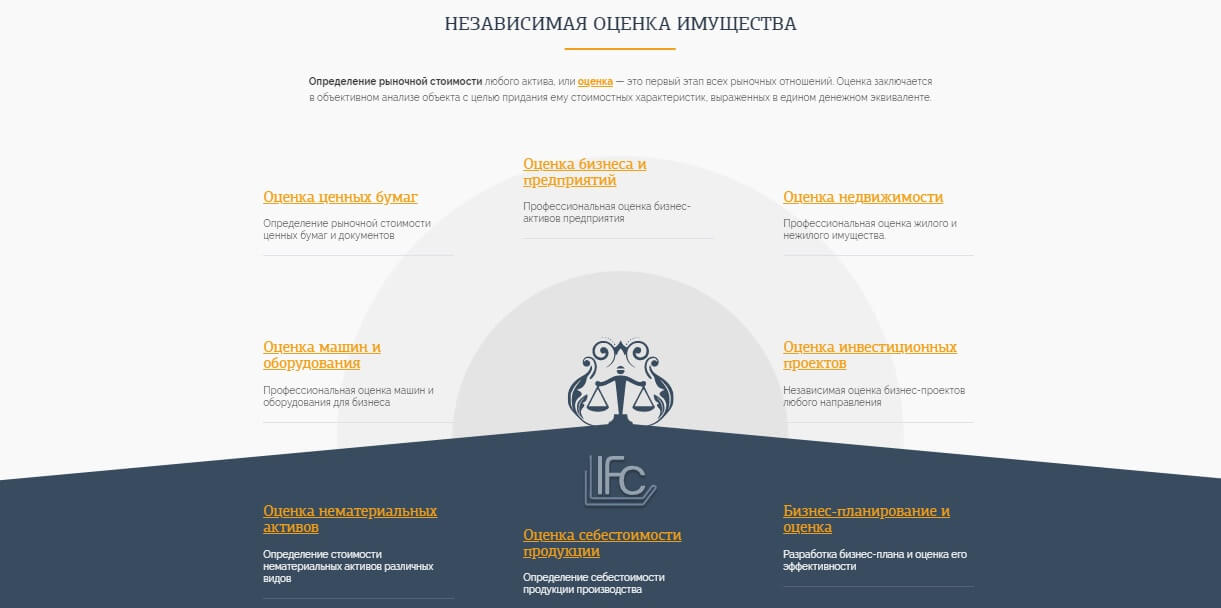 НЕЗАВИСИМАЯ ОЦЕНКА ИМУЩЕСТВА
Определение рыночной стоимости любого актива, или оценка — это первый этап всех рыночных отношений. Оценка заключается
в объективном анализе объекта с целью придания ему стоимостных характеристик, выраженных в едином денежном эквиваленте.
Оценка ценных бумаг
Определение рыночной стоимости
ценных бумаг и документов
Оценка бизнеса и
предприятий
Профессиональная оценка бизнес-
активов предприятия
Оценка недвижимости
Профессиональная оценка жилого и
нежилого имущества.
Оценка машин и
оборудования
Профессиональная оценка машин и
оборудования для бизнеса
Оценка инвестиционных
проектов
Независимая оценка бизнес-проектов
любого направления
IFC
Оценка нематериальных
активов
Определение стоимости
нематериальных активов различных
видов
Оценка себестоимости
продукции
Определение себестоимости
продукции производства
Бизнес-планирование и
оценка
Разработка бизнес-плана и оценка его
эффективности